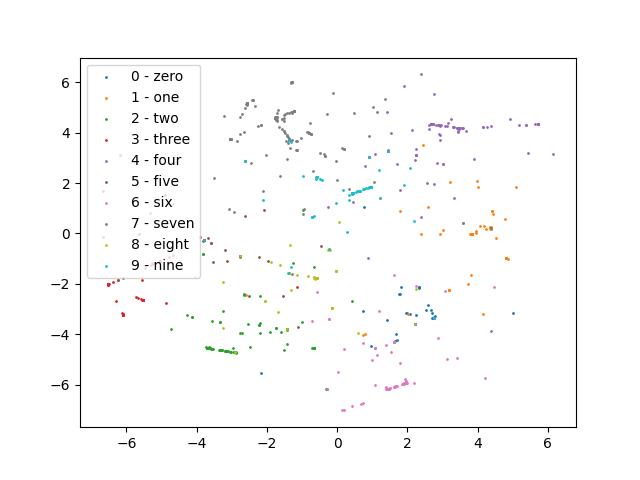 6
4
2
0
−2
−4
−6
−6
−4
−2
0
2
4
6
0 - zero
1 - one
2 - two
3 - three
4 - four
5 - five
6 - six
7 - seven
8 - eight
9 - nine